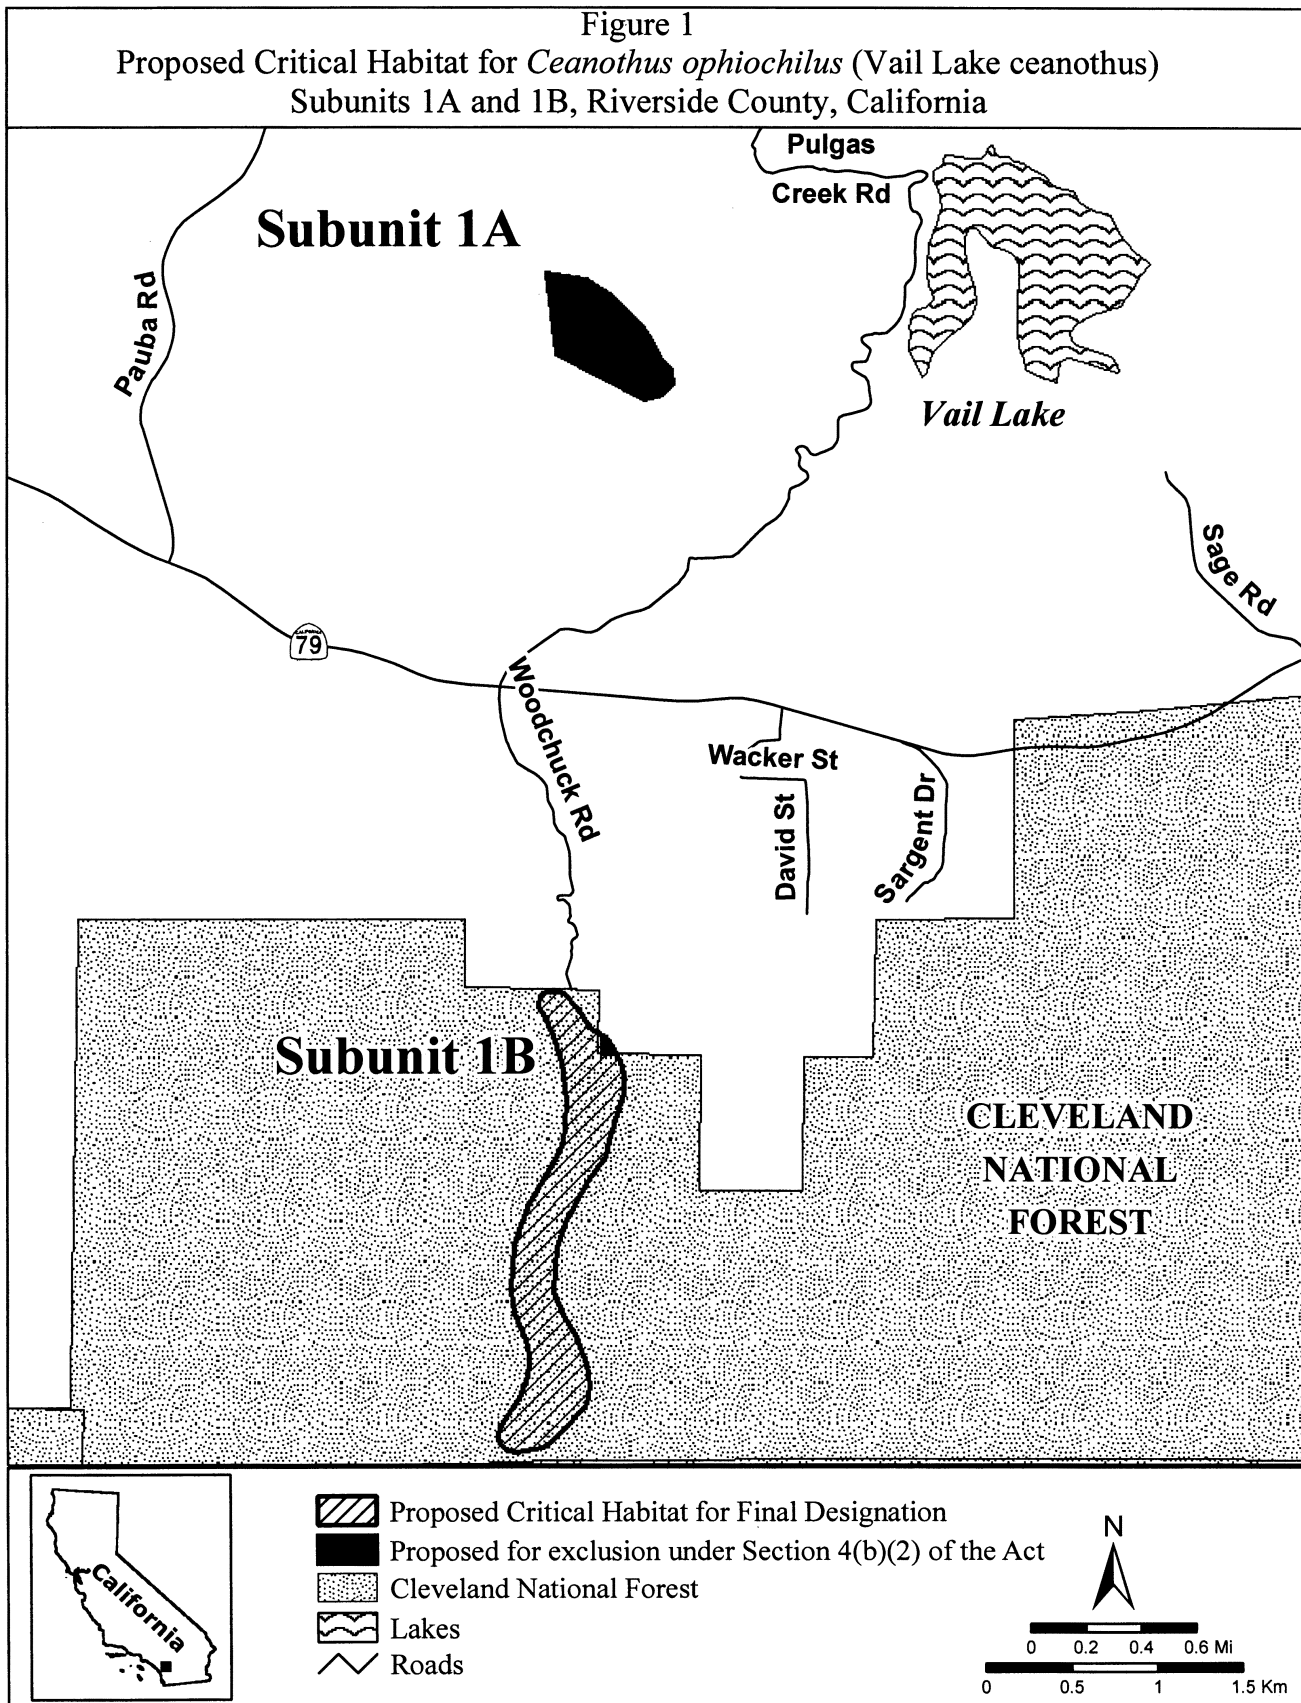 Figure 1
Proposed Critical Habitat for Ceanothus ophiochilus (Vail Lake ceanothus)
Subunits 1A and 1B, Riverside County, California
Pulgas
Creek Rd
Subunit 1A
Pauba Rd
Vail Lake
Sage Rd
CALIFORNIA
79
Woodchuck Rd
Wacker St
David St
Sargent Dr
Subunit 1B
CLEVELAND
NATIONAL
FOREST
California
Proposed Critical Habitat for Final Designation
Proposed for exclusion under Section 4(b)(2) of the Act
Cleveland National Forest
Lakes
Roads
N
0 0.2 0.4 0.6 Mi
0 0.5 1 1.5 Km